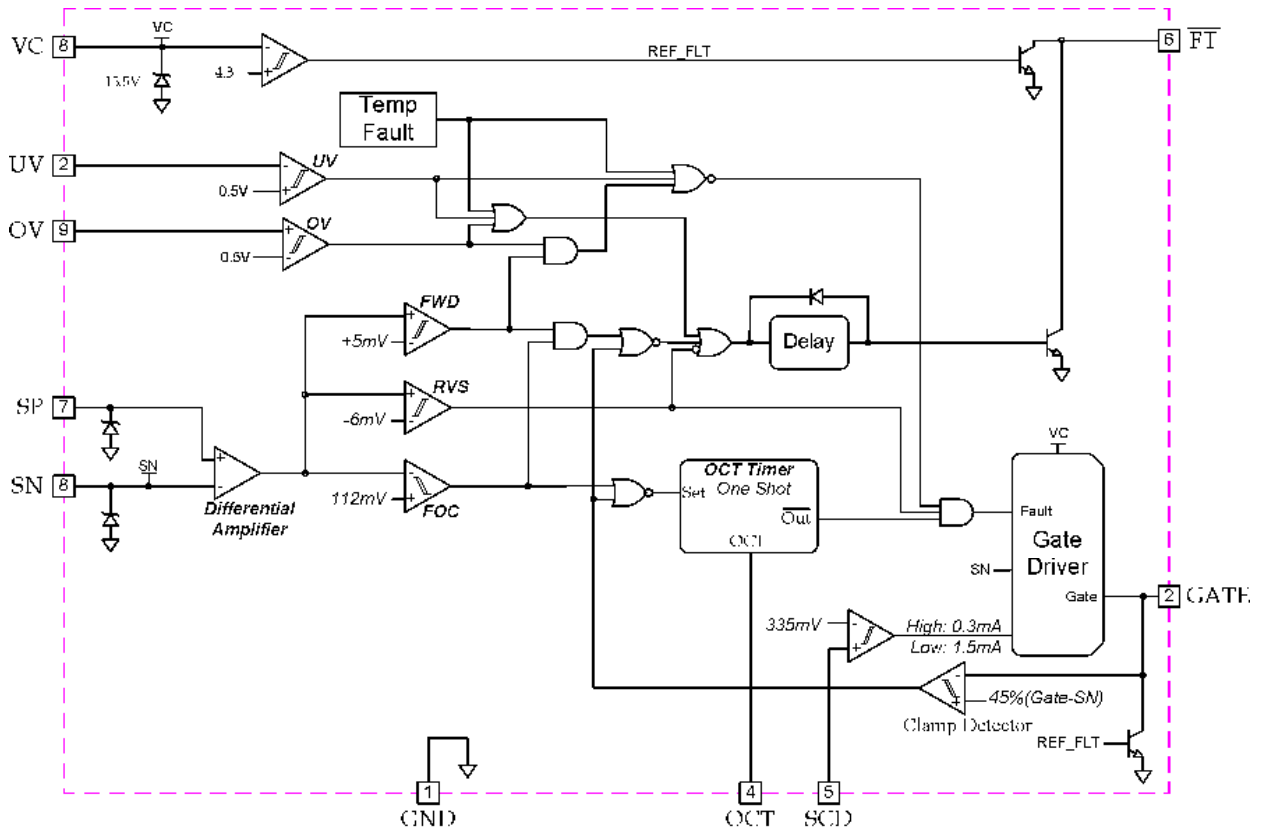 VC
8
VC
15.5V
4.3
REF_FLT
6
FT
Temp
Fault
UV
2
UV
0.5V
OV
9
OV
0.5V
FWD
+5mV
Delay
RVS
-6mV
SP
7
SN
8
SN
Differential
Amplifier
112mV
FOC
OCT Timer
One Shot
Set
Out
OCT
VC
Fault
Gate
Driver
SN
Gate
2
GATE
335mV
High: 0.3mA
Low: 1.5mA
45%(Gate-SN)
Clamp Detector
REF_FLT
1
GND
4
OCT
5
SCD